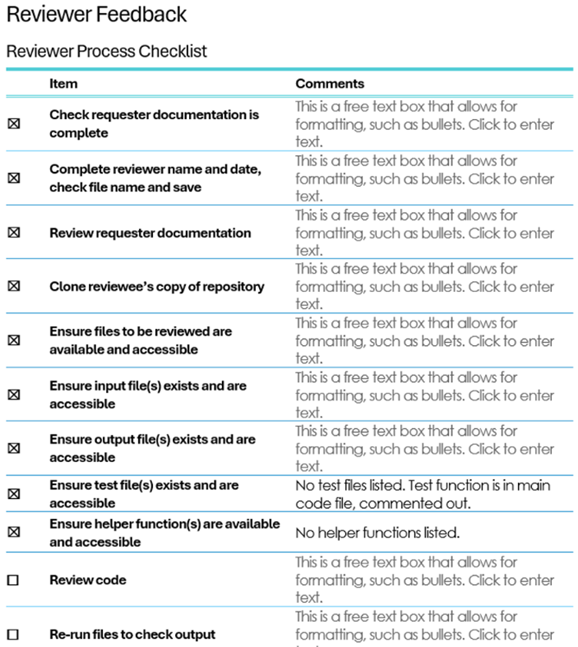 Reviewer Feedback
Reviewer Process Checklist
Item Comments
Check requester documentation is
complete
This is a free text box that allows for
formatting, such as bullets. Click to enter
text.
Complete reviewer name and date,
check file name and save
This is a free text box that allows for
formatting, such as bullets. Click to enter
text.
Review requester documentation
This is a free text box that allows for
formatting, such as bullets. Click to enter
text.
Clone reviewee's copy of repository
This is a free text box that allows for
formatting, such as bullets. Click to enter
text.
Ensure files to be reviewed are
available and accessible
This is a free text box that allows for
formatting, such as bullets. Click to enter
text.
Ensure input file(s) exists and are
accessible
This is a free text box that allows for
formatting, such as bullets. Click to enter
text.
Ensure output file(s) exists and are
accessible
This is a free text box that allows for
formatting, such as bullets. Click to enter
text.
Ensure test file(s) exists and are
accessible
No test files listed. Test function is in main
code file, commented out.
Ensure helper function(s) are available
and accessible
No helper functions listed.
Review code
This is a free text box that allows for
formatting, such as bullets. Click to enter
text.
Re-run files to check output
This is a free text box that allows for
formatting, such as bullets. Click to enter